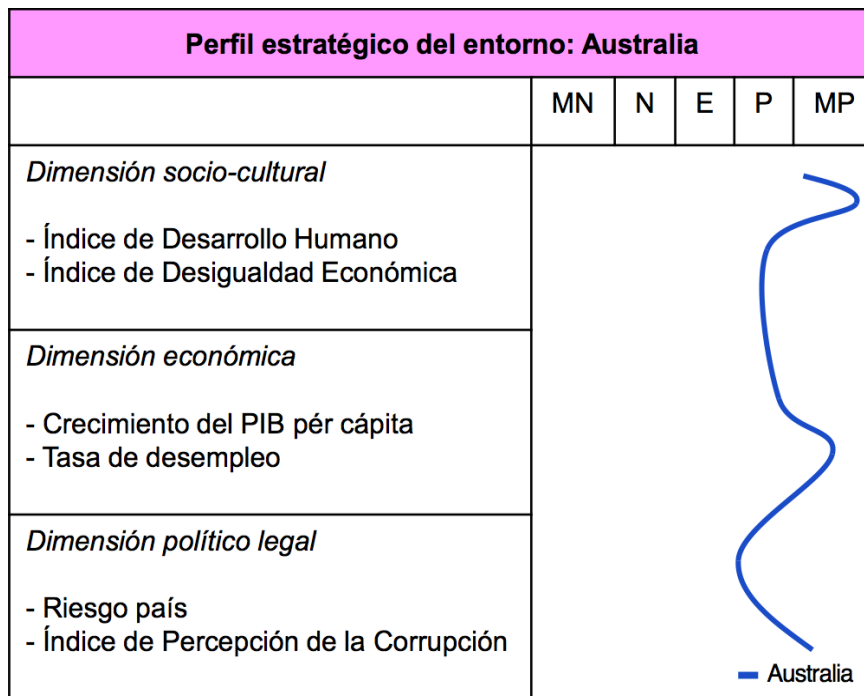 Perfil estratégico del entorno: Australia
MN N E P MP
Dimensión socio-cultural
- Índice de Desarrollo Humano
- Índice de Desigualdad Económica
Dimensión económica
- Crecimiento del PIB pér cápita
- Tasa de desempleo
Dimensión político legal
- Riesgo país
- Índice de Percepción de la Corrupción
Australia